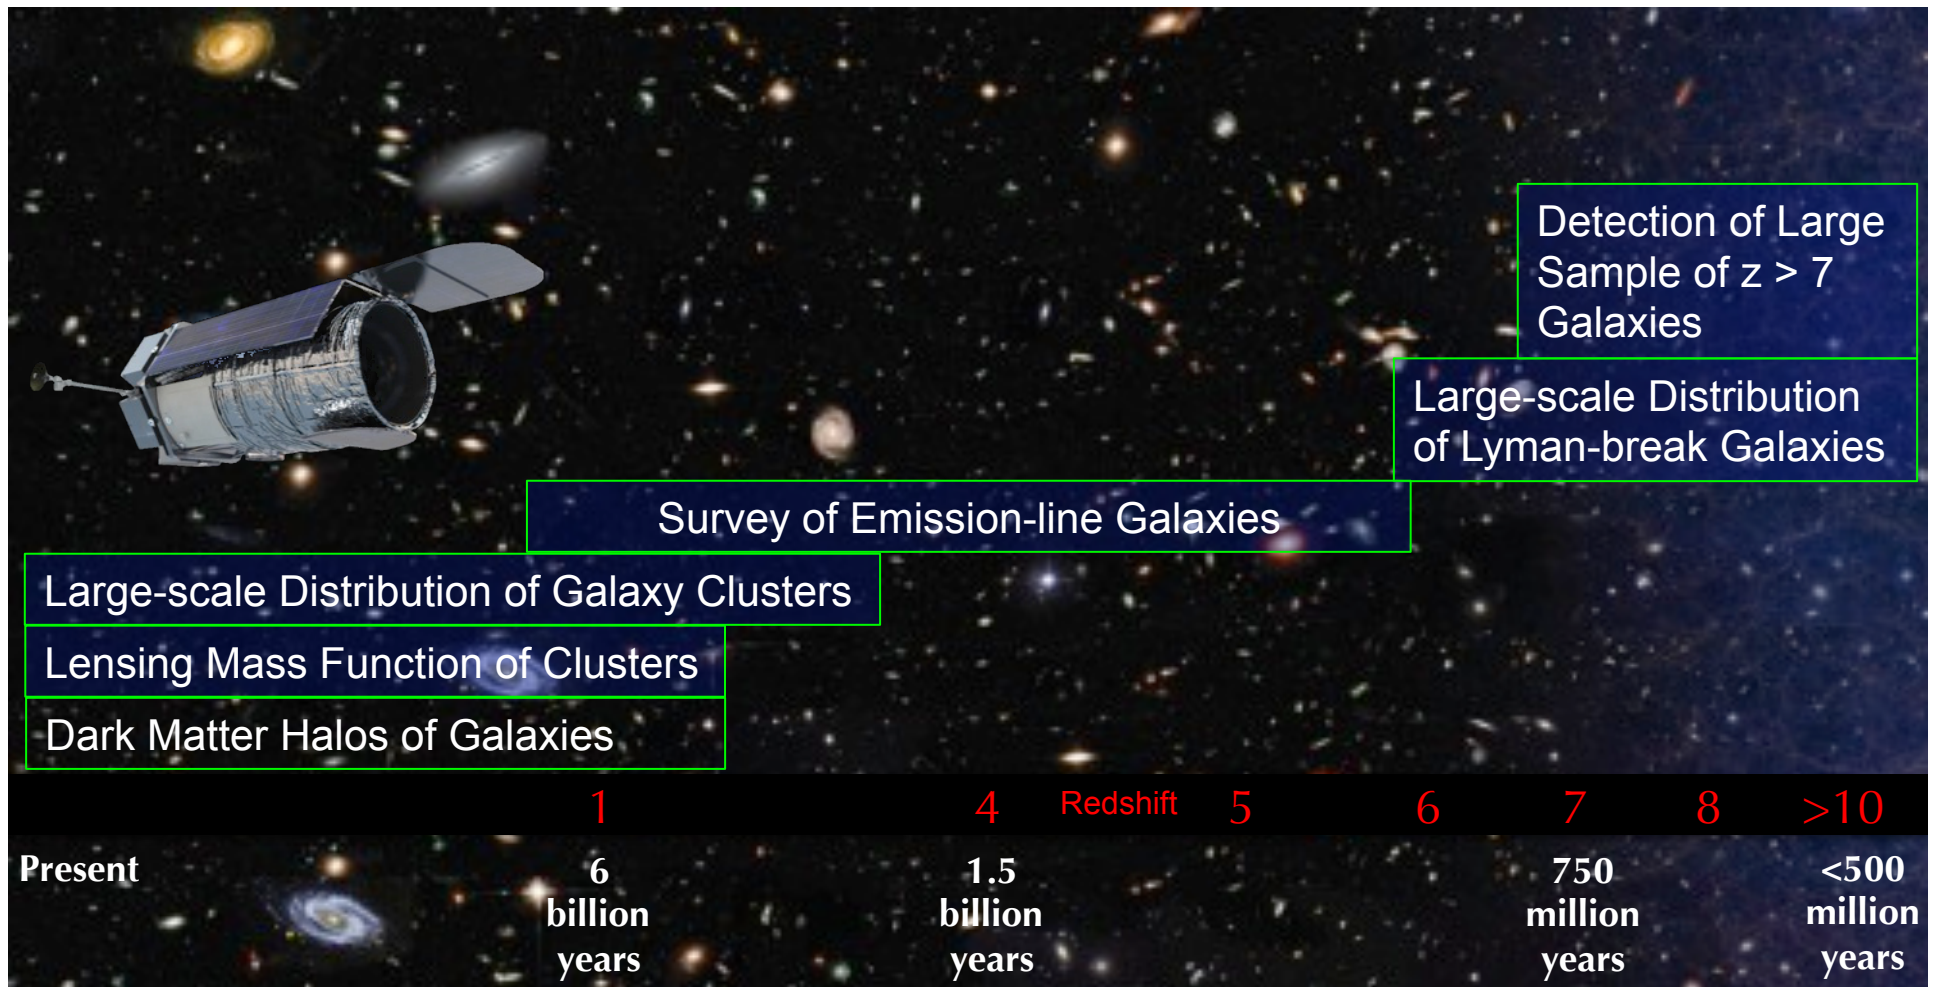 Detection of Large
Sample of z > 7
Galaxies
Large-scale Distribution
of Lyman-break Galaxies
Survey of Emission-line Galaxies
Large-scale Distribution of Galaxy Clusters
Lensing Mass Function of Clusters
Dark Matter Halos of Galaxies
1 4 Redshift 5 6 7 8 >10
Present
6
billion
years
1.5
billion
years
750
million
years
<500
million
years